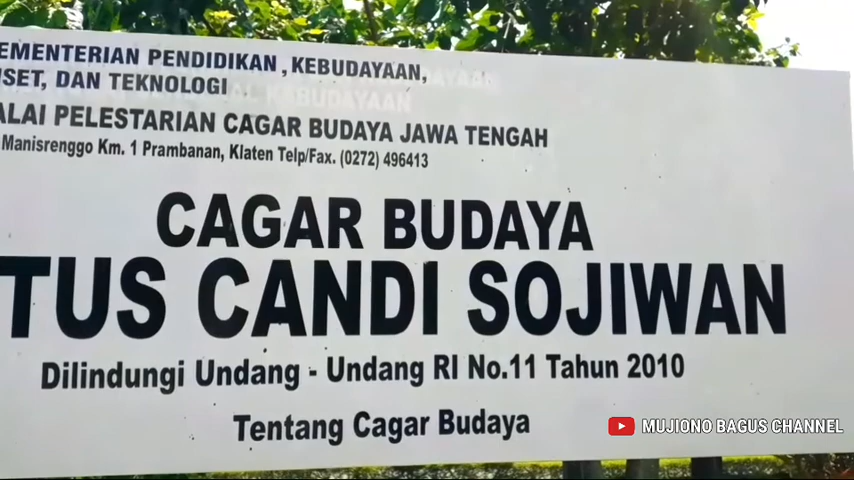 EMENTERIAN PENDIDIKAN , KEBUDAYAAN,
SET, DAN TEKNOLOGI
ALAI PELESTARIAN CAGAR BUDAYA JAWA TENGAH
Manisrenggo Km. 1 Prambanan, Klaten Telp/Fax. (0272) 496413
CAGAR BUDAYA
TUS CANDI SOJIWAN
Dilindungi Undang - Undang RI No.11 Tahun 2010
Tentang Cagar Budaya
MUJIONO BAGUS CHANNEL